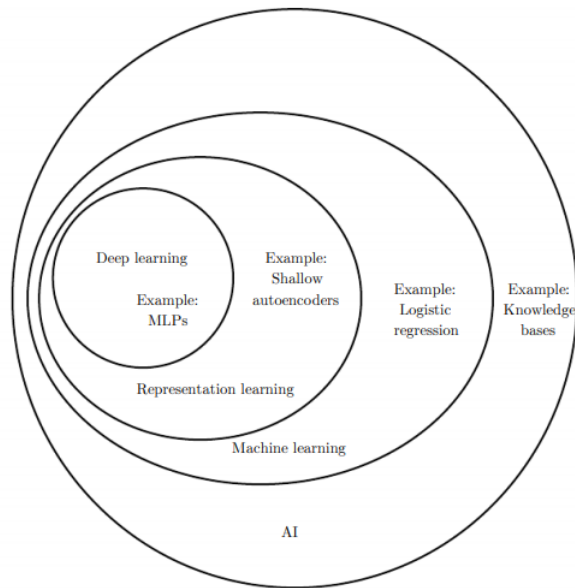 Deep learning
Example:
MLPs
Example:
Shallow
autoencoders
Example:
Logistic
regression
Example:
Knowledge
bases
Representation learning
Machine learning
AI